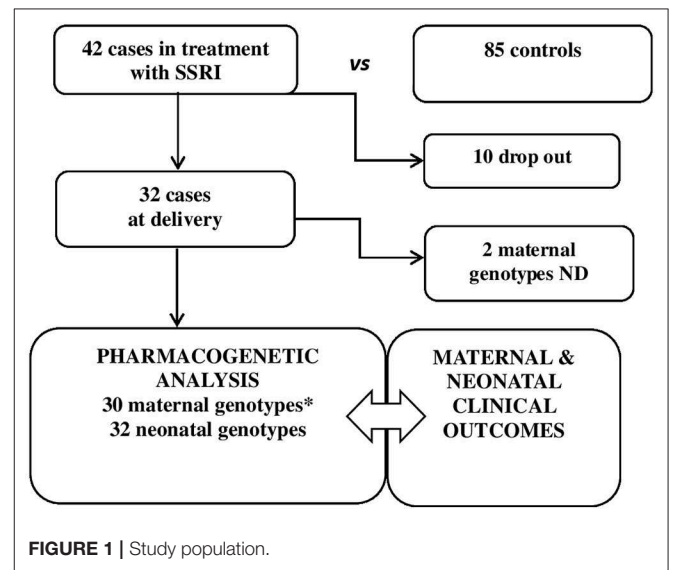 42 cases in treatment
with SSRI
vs
85 controls
10 drop out
32 cases
at delivery
2 maternal
genotypes ND
PHARMACOGENETIC
ANALYSIS
30 maternal genotypes*
32 neonatal genotypes
MATERNAL &
NEONATAL
CLINICAL
OUTCOMES
FIGURE 1 | Study population.